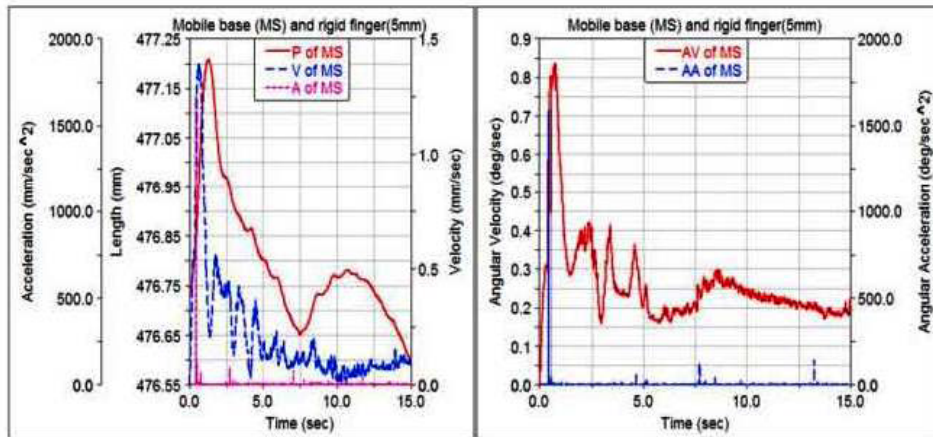 Mobile base (MS) and rigid finger(5mm)
P of MS
V of MS
A of MS
Acceleration (mm/sec ^2)
2000.0
1500.0
1000.0
500.0
0.0
Length (mm)
477.25
477.15
477.05
476.95
476.85
476.75
476.65
476.55
Velocity (mm/sec)
1.5
1.0
0.5
0.0
0.0
5.0
10.0
15.0
Time (sec)
Mobile base (MS) and rigid finger(5mm)
AV of MS
AA of MS
Angular Velocity (deg/sec)
0.9
0.8
0.7
0.6
0.5
0.4
0.3
0.2
0.1
0.0
2000.0
1500.0
1000.0
500.0
0.0
Angular Acceleration (deg/sec ^2)
0.0
5.0
10.0
15.0
Time (sec)